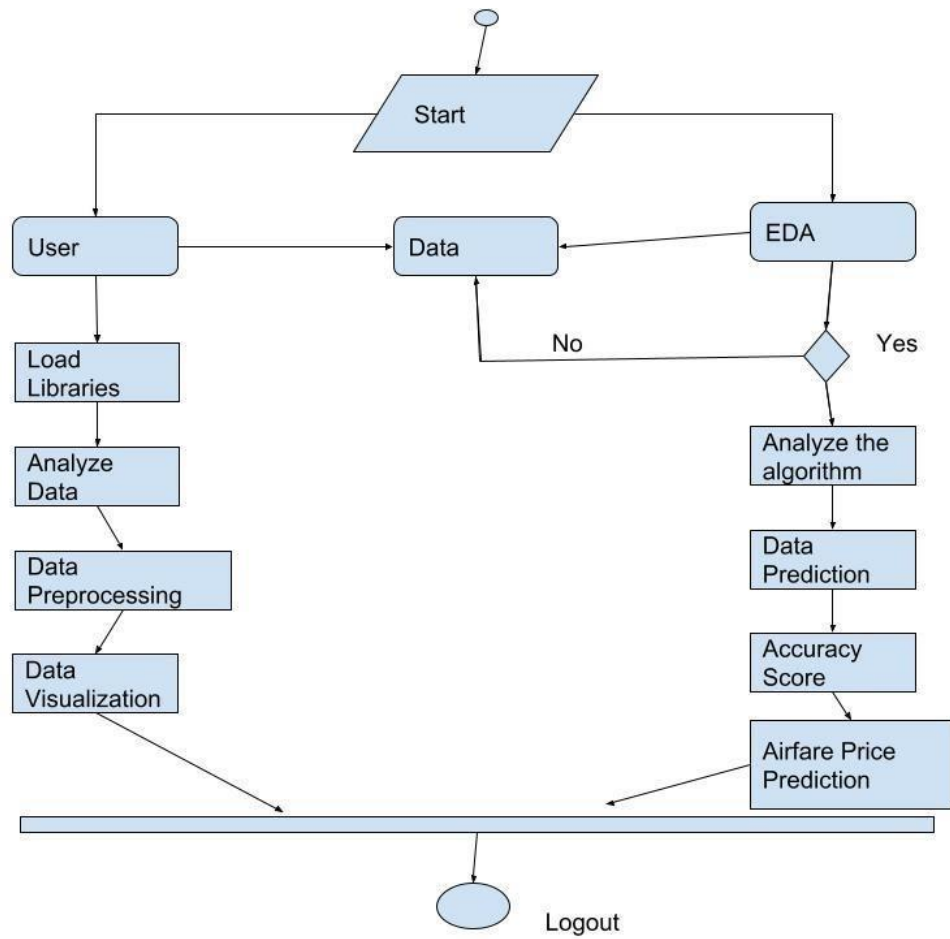 Start
User
Data
EDA
No
Yes
Load
Libraries
Analyze
Data
Analyze the
algorithm
Data
Preprocessing
Data
Prediction
Data
Visualization
Accuracy
Score
Airfare Price
Prediction
Logout